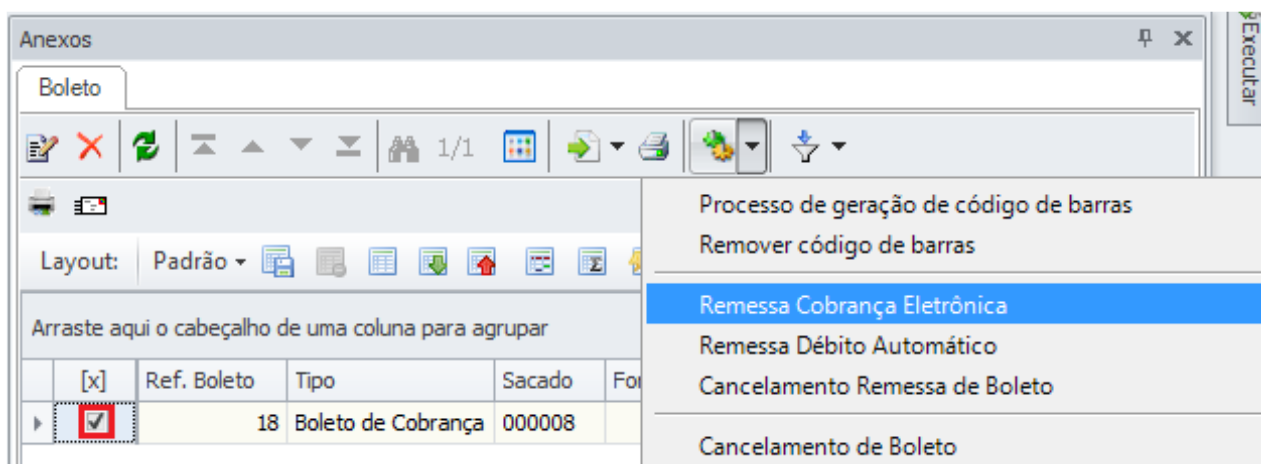 Anexos
Executar
Boleto
1/1
Processo de geração de código de barras
Remover código de barras
Layout: Padrão
Remessa Cobrança Eletrônica
Arraste aqui o cabeçalho de uma coluna para agrupar
Remessa Débito Automático
[x] Ref. Boleto Tipo Sacado
Cancelamento Remessa de Boleto
18 Boleto de Cobrança 000008
Cancelamento de Boleto